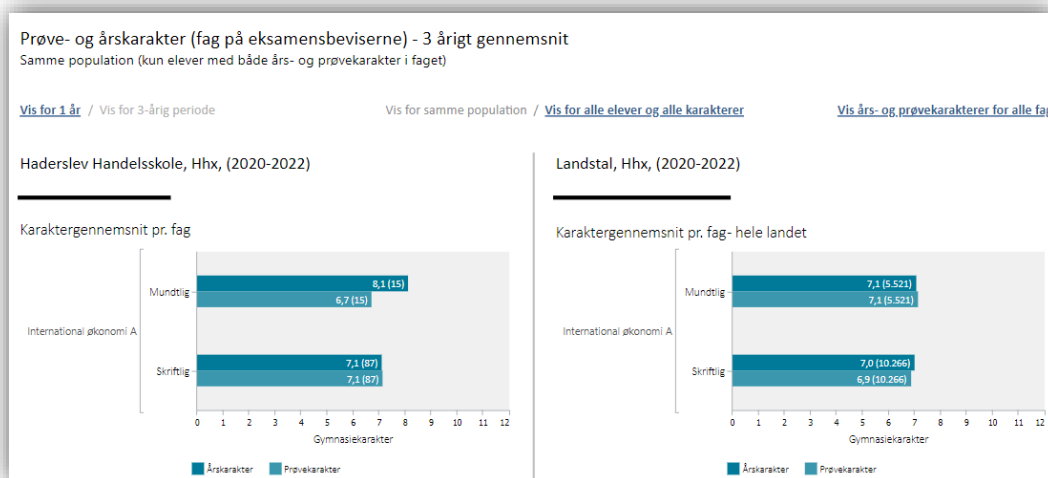 Prøve- og årskarakter (fag på eksamensbeviserne) - 3 årigt gennemsnit
Samme population (kun elever med både års- og prøvekarakter i faget)
Vis for 1 år / Vis for 3-årig periode
Vis for samme population / Vis for alle elever og alle karakterer
Vis års- og prøvekarakterer for alle fag
Haderslev Handelsskole, Hhx, (2020-2022)
Karaktergennemsnit pr. fag
International økonomi A
Mundtlig
8,1 (15)
6,7 (15)
Skriftlig
7,1 (87)
7,1 (87)
0 1 2 3 4 5 6 7 8 9 10 11 12
Gymnasiekarakter
Årskarakter Prøvekarakter
Landstal, Hhx, (2020-2022)
Karaktergennemsnit pr. fag- hele landet
International økonomi A
Mundtlig
7,1 (5.521)
7,1 (5.521)
Skriftlig
7,0 (10.266)
6,9 (10.266)
0 1 2 3 4 5 6 7 8 9 10 11 12
Gymnasiekarakter
Årskarakter Prøvekarakter